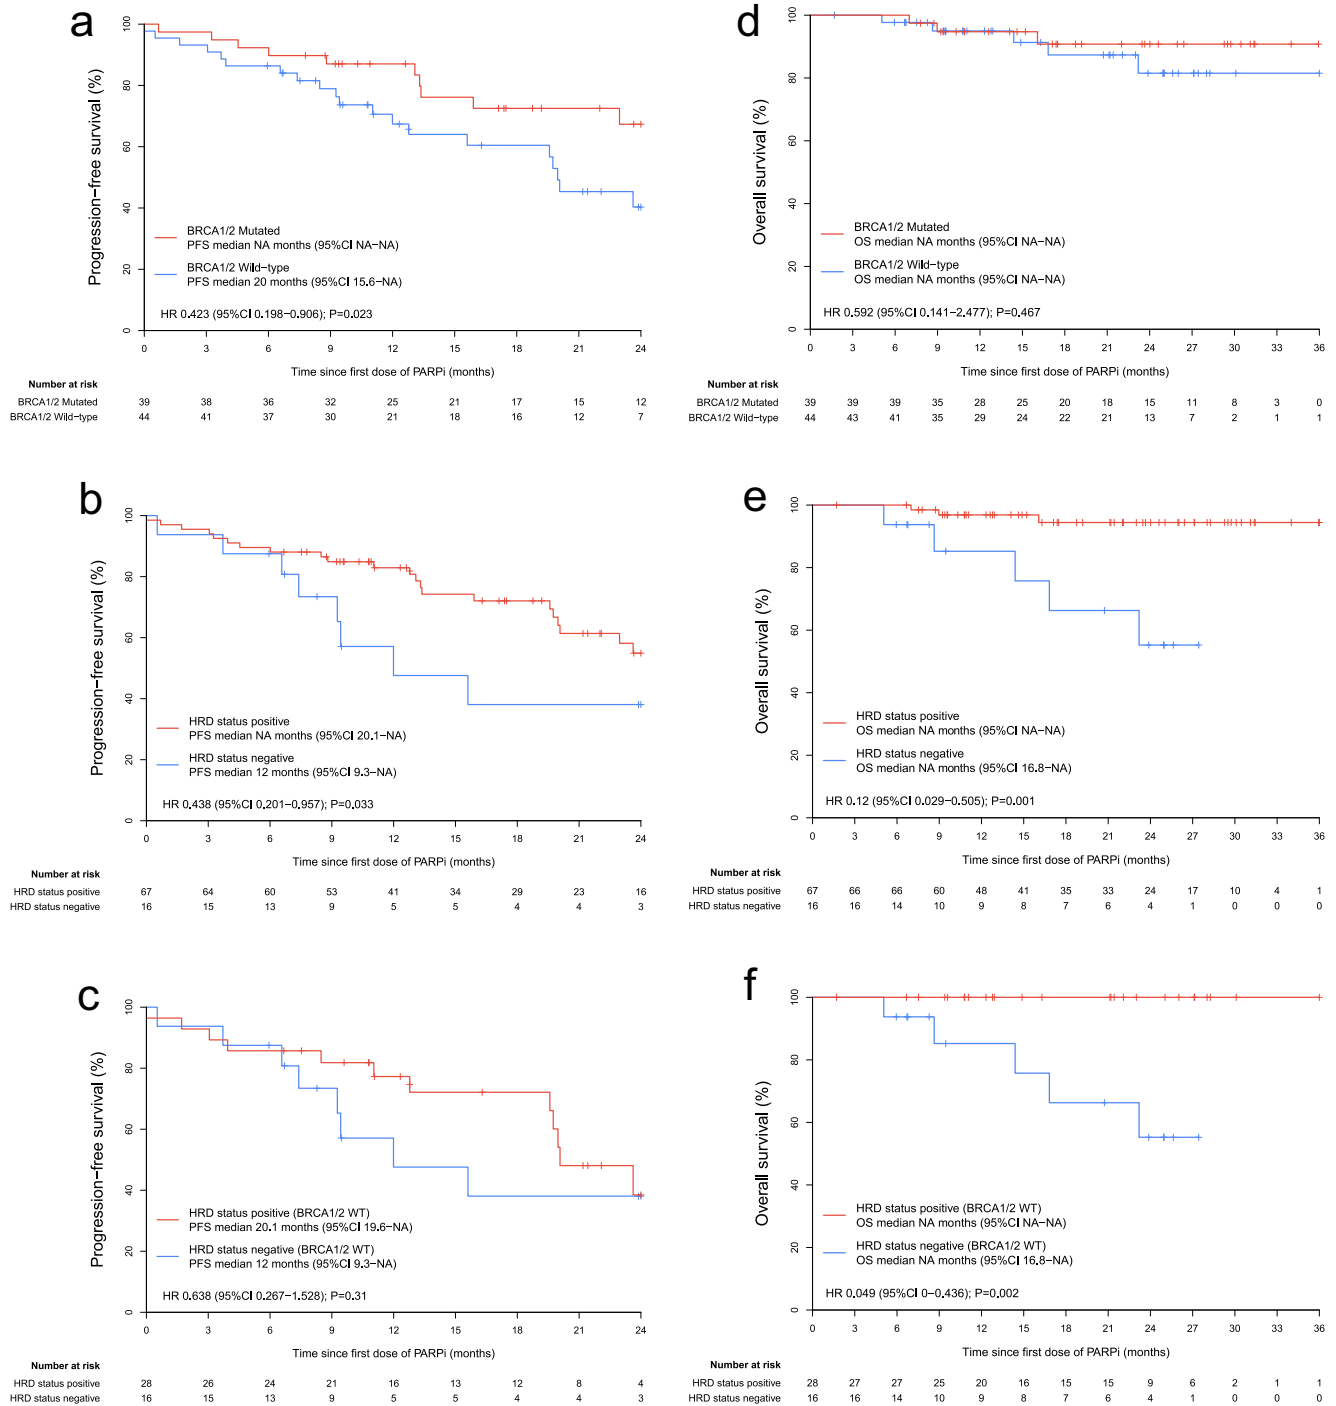 a
Progression−free survival (%)
100
80
60
40
20
0
BRCA1/2 Mutated
PFS median NA months (95%CI NA−NA)
BRCA1/2 Wild−type
PFS median 20 months (95%CI 15.6−NA)
HR 0.423 (95%CI 0.198−0.906); P=0.023
0 3 6 9 12 15 18 21 24
Time since first dose of PARPi (months)
Number at risk
BRCA1/2 Mutated 39 38 36 32 25 21 17 15 12
BRCA1/2 Wild−type 44 41 37 30 21 18 16 12 7
d
Overall survival (%)
100
80
60
40
20
0
BRCA1/2 Mutated
OS median NA months (95%CI NA−NA)
BRCA1/2 Wild−type
OS median NA months (95%CI NA−NA)
HR 0.592 (95%CI 0.141−2.477); P=0.467
0 3 6 9 12 15 18 21 24 27 30 33 36
Time since first dose of PARPi (months)
Number at risk
BRCA1/2 Mutated 39 39 39 35 28 25 20 18 15 11 8 3 0
BRCA1/2 Wild−type 44 43 41 35 29 24 22 21 13 7 2 1 1
b
Progression−free survival (%)
100
80
60
40
20
0
HRD status positive
PFS median NA months (95%CI 20.1−NA)
HRD status negative
PFS median 12 months (95%CI 9.3−NA)
HR 0.438 (95%CI 0.201−0.957); P=0.033
0 3 6 9 12 15 18 21 24
Time since first dose of PARPi (months)
Number at risk
HRD status positive 67 64 60 53 41 34 29 23 16
HRD status negative 16 15 13 9 5 5 4 4 3
e
Overall survival (%)
100
80
60
40
20
0
HRD status positive
OS median NA months (95%CI NA−NA)
HRD status negative
OS median NA months (95%CI 16.8−NA)
HR 0.12 (95%CI 0.029−0.505); P=0.001
0 3 6 9 12 15 18 21 24 27 30 33 36
Time since first dose of PARPi (months)
Number at risk
HRD status positive 67 66 66 60 48 41 35 33 24 17 10 4 1
HRD status negative 16 16 14 10 9 8 7 6 4 1 0 0 0
c
Progression−free survival (%)
100
80
60
40
20
0
HRD status positive (BRCA1/2 WT)
PFS median 20.1 months (95%CI 19.6−NA)
HRD status negative (BRCA1/2 WT)
PFS median 12 months (95%CI 9.3−NA)
HR 0.638 (95%CI 0.267−1.528); P=0.31
0 3 6 9 12 15 18 21 24
Time since first dose of PARPi (months)
Number at risk
HRD status positive 28 26 24 21 16 13 12 8 4
HRD status negative 16 15 13 9 5 5 4 4 3
f
Overall survival (%)
100
80
60
40
20
0
HRD status positive (BRCA1/2 WT)
OS median NA months (95%CI NA−NA)
HRD status negative (BRCA1/2 WT)
OS median NA months (95%CI 16.8−NA)
HR 0.049 (95%CI 0−0.436); P=0.002
0 3 6 9 12 15 18 21 24 27 30 33 36
Time since first dose of PARPi (months)
Number at risk
HRD status positive 28 27 27 25 20 16 15 15 9 6 2 1 1
HRD status negative 16 16 14 10 9 8 7 6 4 1 0 0 0